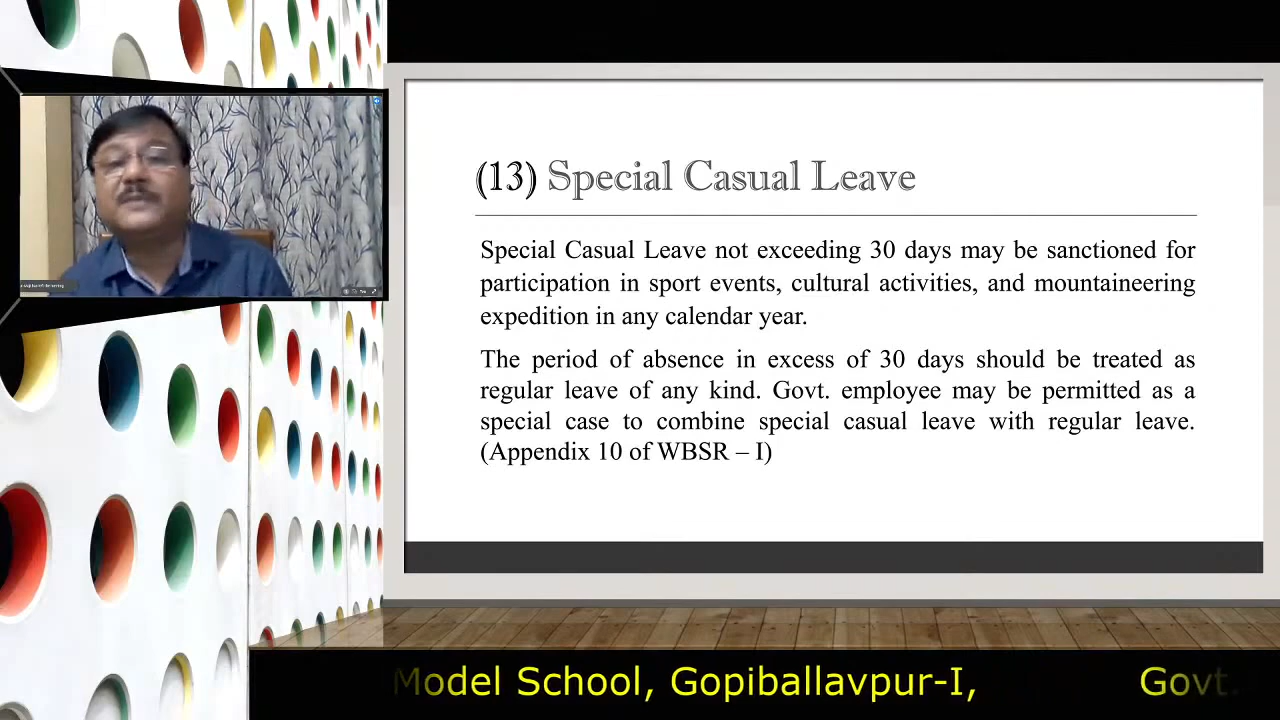 (13) Special Casual Leave
Special Casual Leave not exceeding 30 days may be sanctioned for
participation in sport events, cultural activities, and mountaineering
expedition in any calendar year.
The period of absence in excess of 30 days should be treated as
regular leave of any kind. Govt. employee may be permitted as a
special case to combine special casual leave with regular leave.
(Appendix 10 of WBSR – I)
Model School, Gopiballavpur-I, Govt.